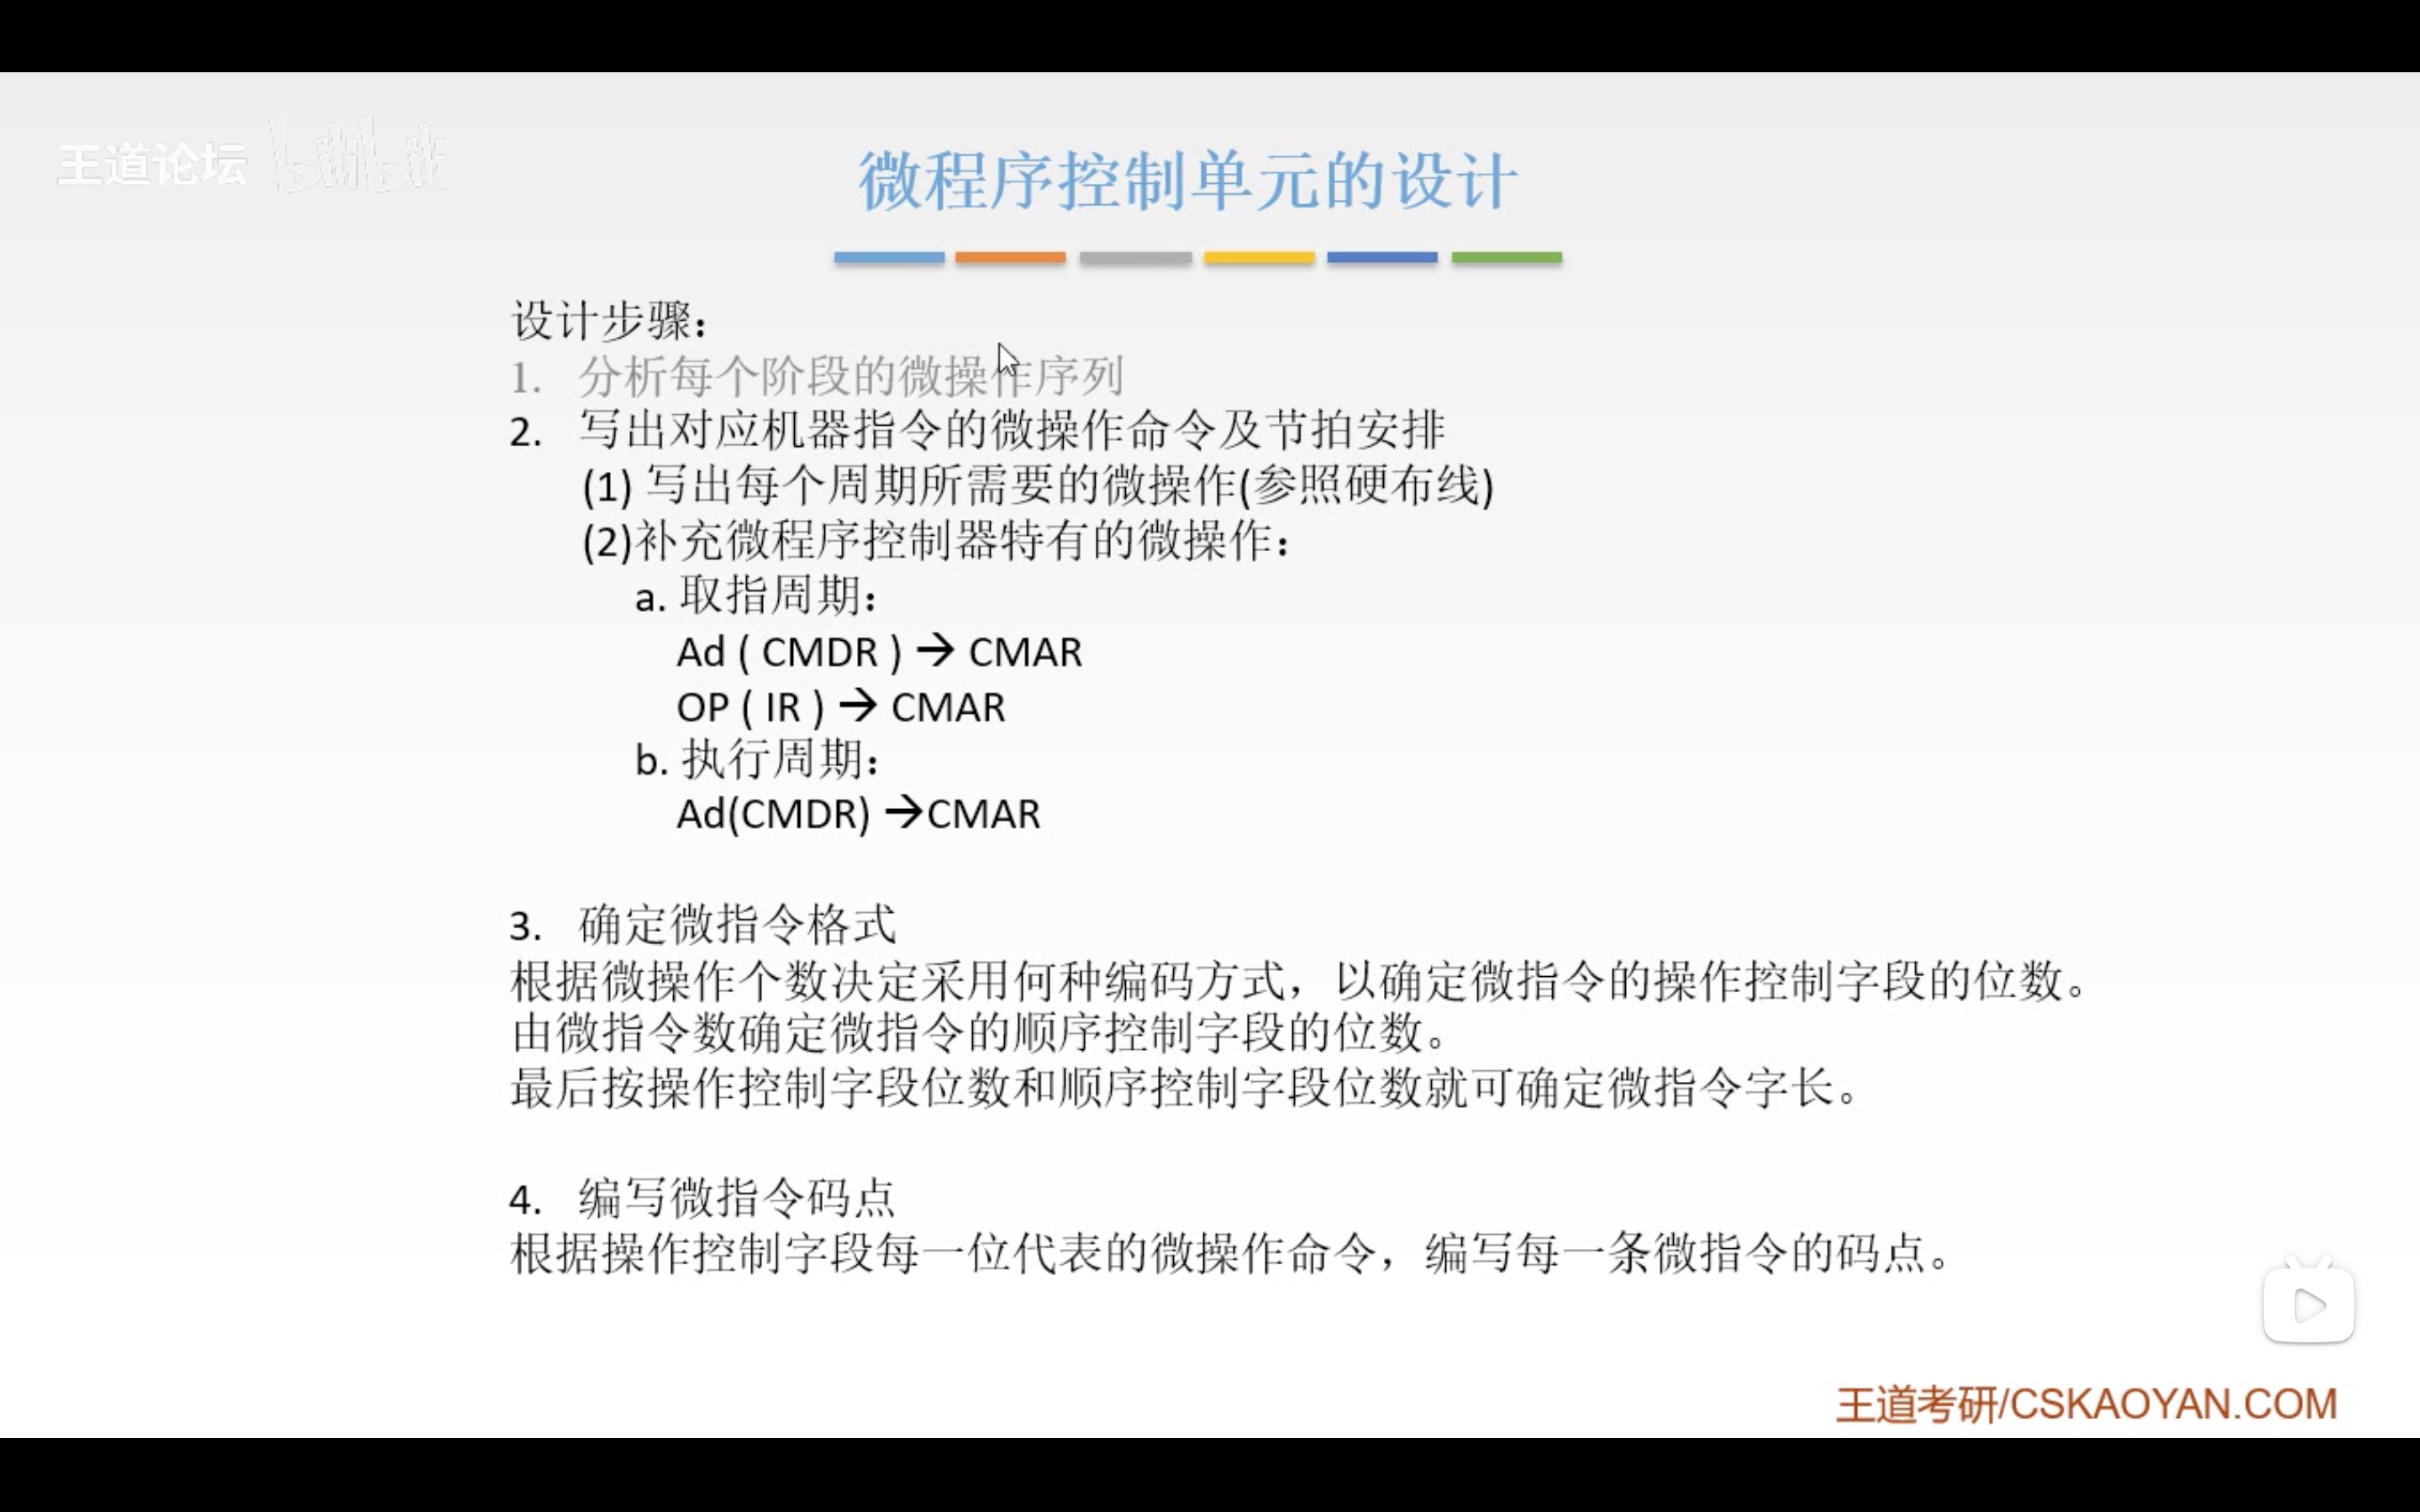 王道论坛 bilibili
微程序控制单元的设计
设计步骤：
1. 分析每个阶段的微操作序列
2. 写出对应机器指令的微操作命令及节拍安排
(1) 写出每个周期所需要的微操作(参照硬布线)
(2)补充微程序控制器特有的微操作：
a. 取指周期：
Ad ( CMDR ) → CMAR
OP ( IR ) → CMAR
b. 执行周期：
Ad(CMDR) →CMAR
3. 确定微指令格式
根据微操作个数决定采用何种编码方式，以确定微指令的操作控制字段的位数。
由微指令数确定微指令的顺序控制字段的位数。
最后按操作控制字段位数和顺序控制字段位数就可确定微指令字长。
4. 编写微指令码点
根据操作控制字段每一位代表的微操作命令，编写每一条微指令的码点。
王道考研/CSKAOYAN.COM